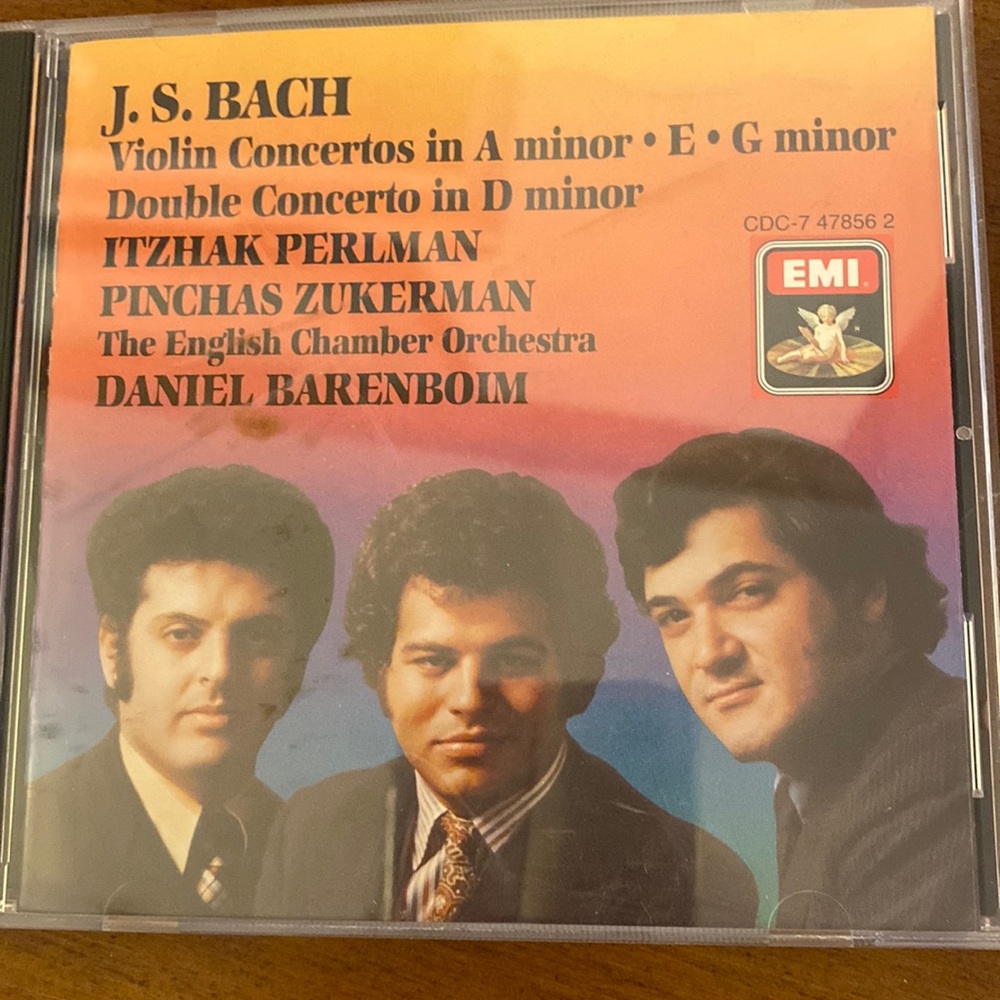 J. S. BACH
Violin Concertos in A minor • E • G minor
Double Concerto in D minor
ITZHAK PERLMAN
PINCHAS ZUKERMAN
The English Chamber Orchestra
DANIEL BARENBOIM
CDC-7 47856 2
EMI